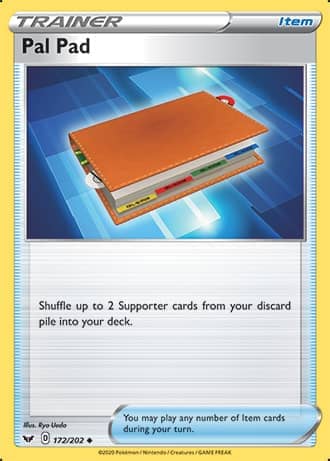 TRAINER Item
Pal Pad
Shuffle up to 2 Supporter cards from your discard
pile into your deck.
Illus. Ryo Ueda
D 172/202 ◆
You may play any number of Item cards
during your turn.
©2020 Pokémon / Nintendo / Creatures / GAME FREAK